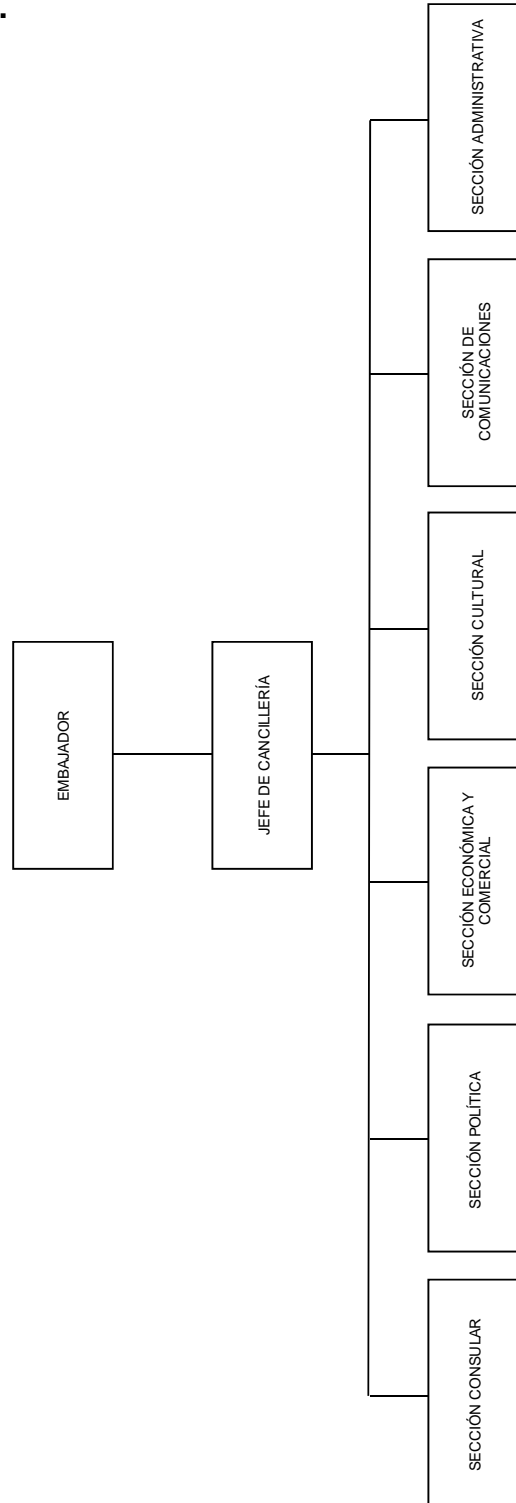 EMBAJADOR
JEFE DE CANCILLERÍA
SECCIÓN CONSULAR
SECCIÓN POLÍTICA
SECCIÓN ECONÓMICA Y
COMERCIAL
SECCIÓN CULTURAL
SECCIÓN DE
COMUNICACIONES
SECCIÓN ADMINISTRATIVA